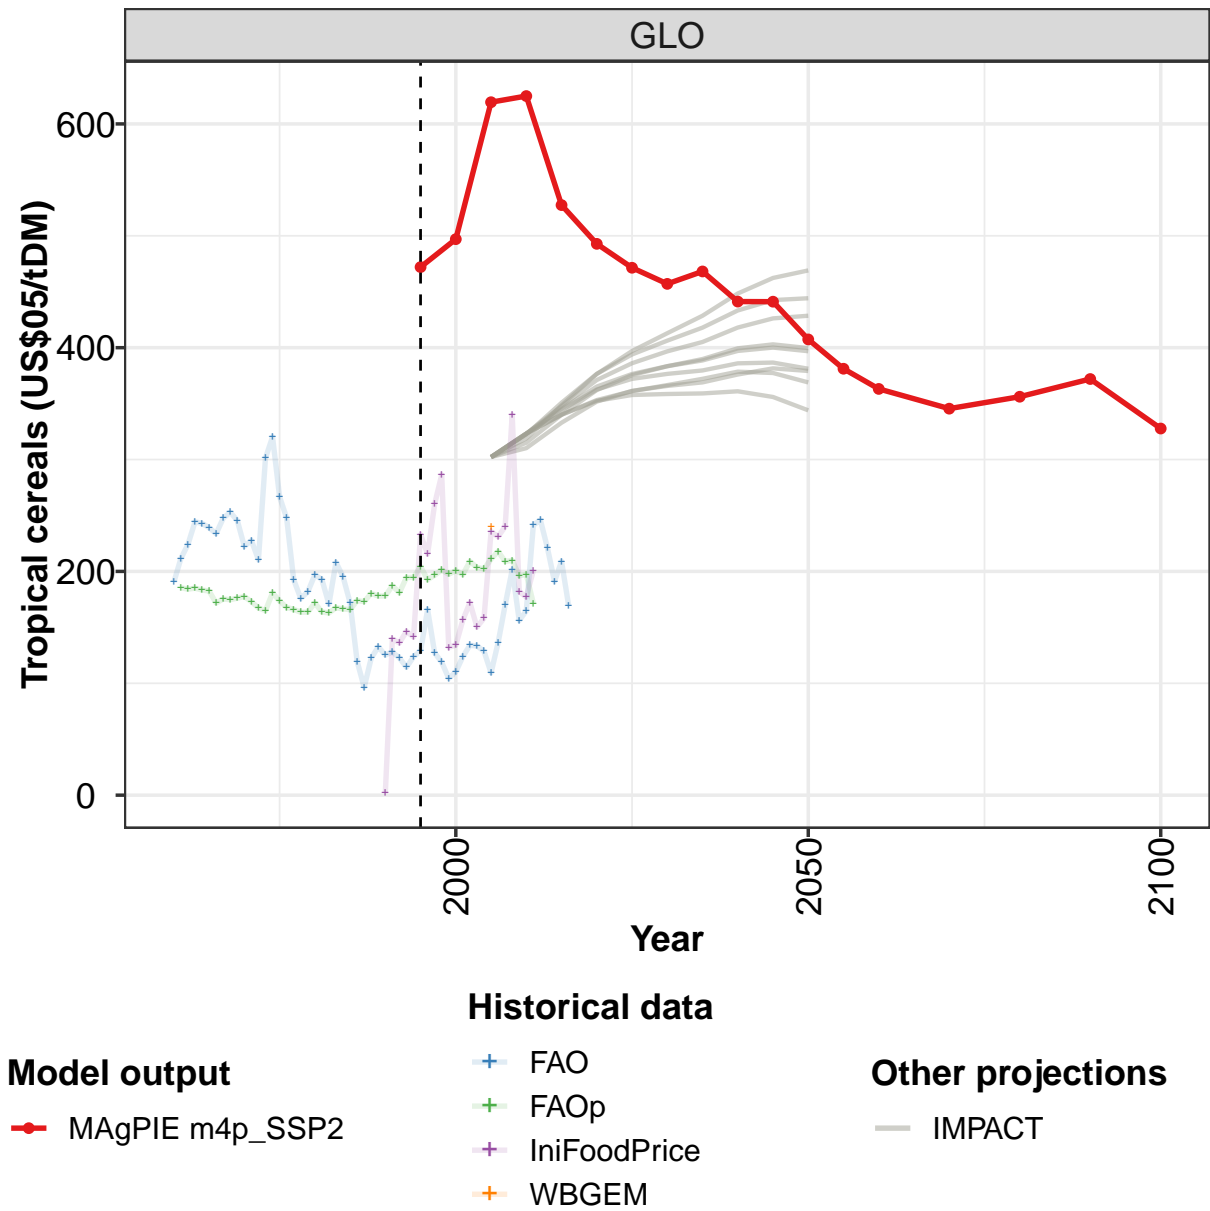 GLO
Tropical cereals (US$05/tDM)
600
400
200
0
2000
2050
2100
Year
Historical data
FAO
FAOp
IniFoodPrice
WBGEM
Model output
MAgPIE m4p_SSP2
Other projections
IMPACT